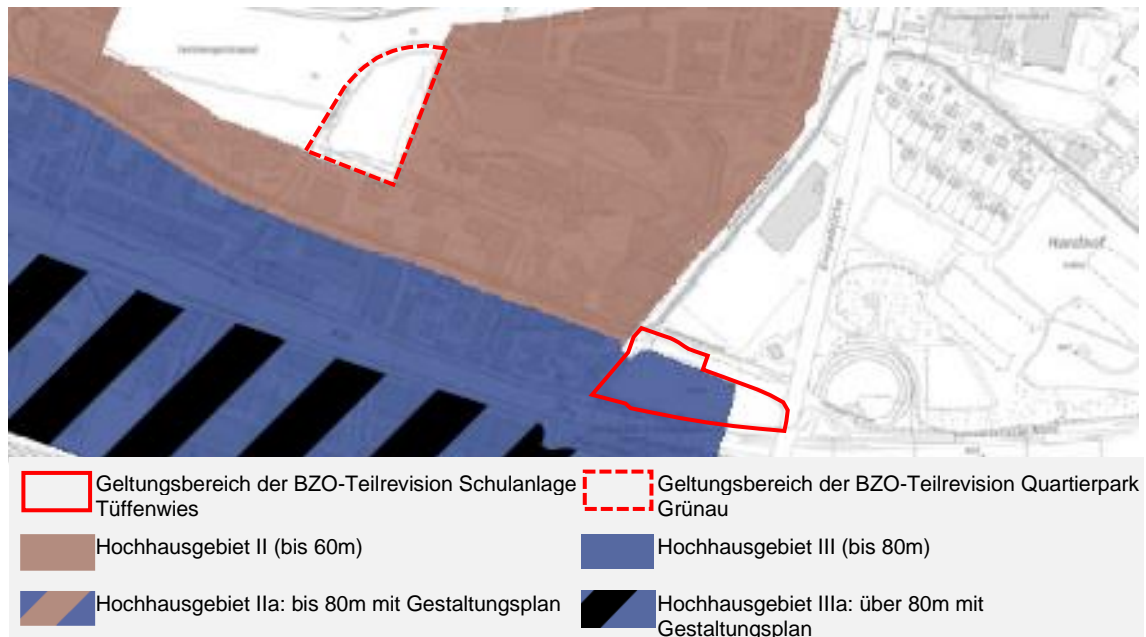 Hardhof
Geltungsbereich der BZO-Teilrevision Schulanlage
Tüffenwies
Geltungsbereich der BZO-Teilrevision Quartierpark
Grünau
Hochhausgebiet II (bis 60m)
Hochhausgebiet III (bis 80m)
Hochhausgebiet IIa: bis 80m mit Gestaltungsplan
Hochhausgebiet IIIa: über 80m mit
Gestaltungsplan